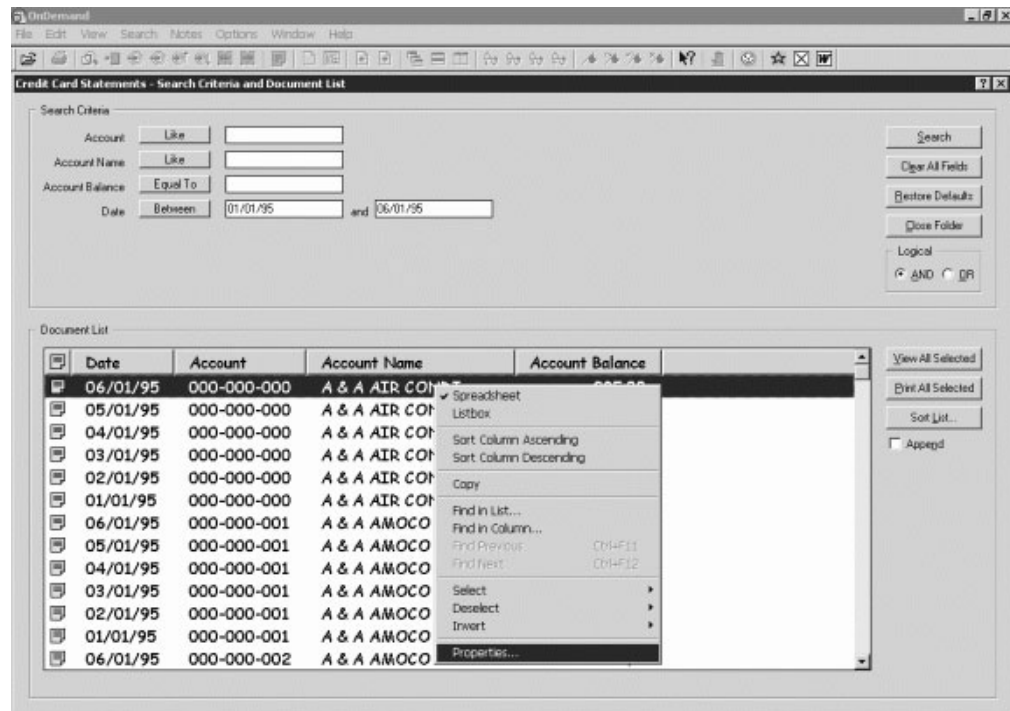 OnDemand
File Edit View Search Notes Options Window Help
Credit Card Statements - Search Criteria and Document List
Search Criteria
Account Like
Account Name Like
Account Balance Equal To
Date Between 01/01/95 and 06/01/95
Search
Clear All Fields
Restore Defaults
Close Folder
Logical
AND OR
Document List
Date Account Account Name Account Balance
06/01/95 000-000-000 A & A AIR
05/01/95 000-000-000 A & A AIR
04/01/95 000-000-000 A & A AIR
03/01/95 000-000-000 A & A AIR
02/01/95 000-000-000 A & A AIR
01/01/95 000-000-000 A & A AIR
06/01/95 000-000-001 A & A AMOCO
05/01/95 000-000-001 A & A AMOCO
04/01/95 000-000-001 A & A AMOCO
03/01/95 000-000-001 A & A AMOCO
02/01/95 000-000-001 A & A AMOCO
01/01/95 000-000-001 A & A AMOCO
06/01/95 000-000-002 A & A AMOCO
Spreadsheet
Listbox
Sort Column Ascending
Sort Column Descending
Copy
Find in List...
Find in Column...
Find Previous Ctrl+F11
Find Next Ctrl+F12
Select
Deselect
Invert
Properties...
View All Selected
Print All Selected
Sort List...
Append